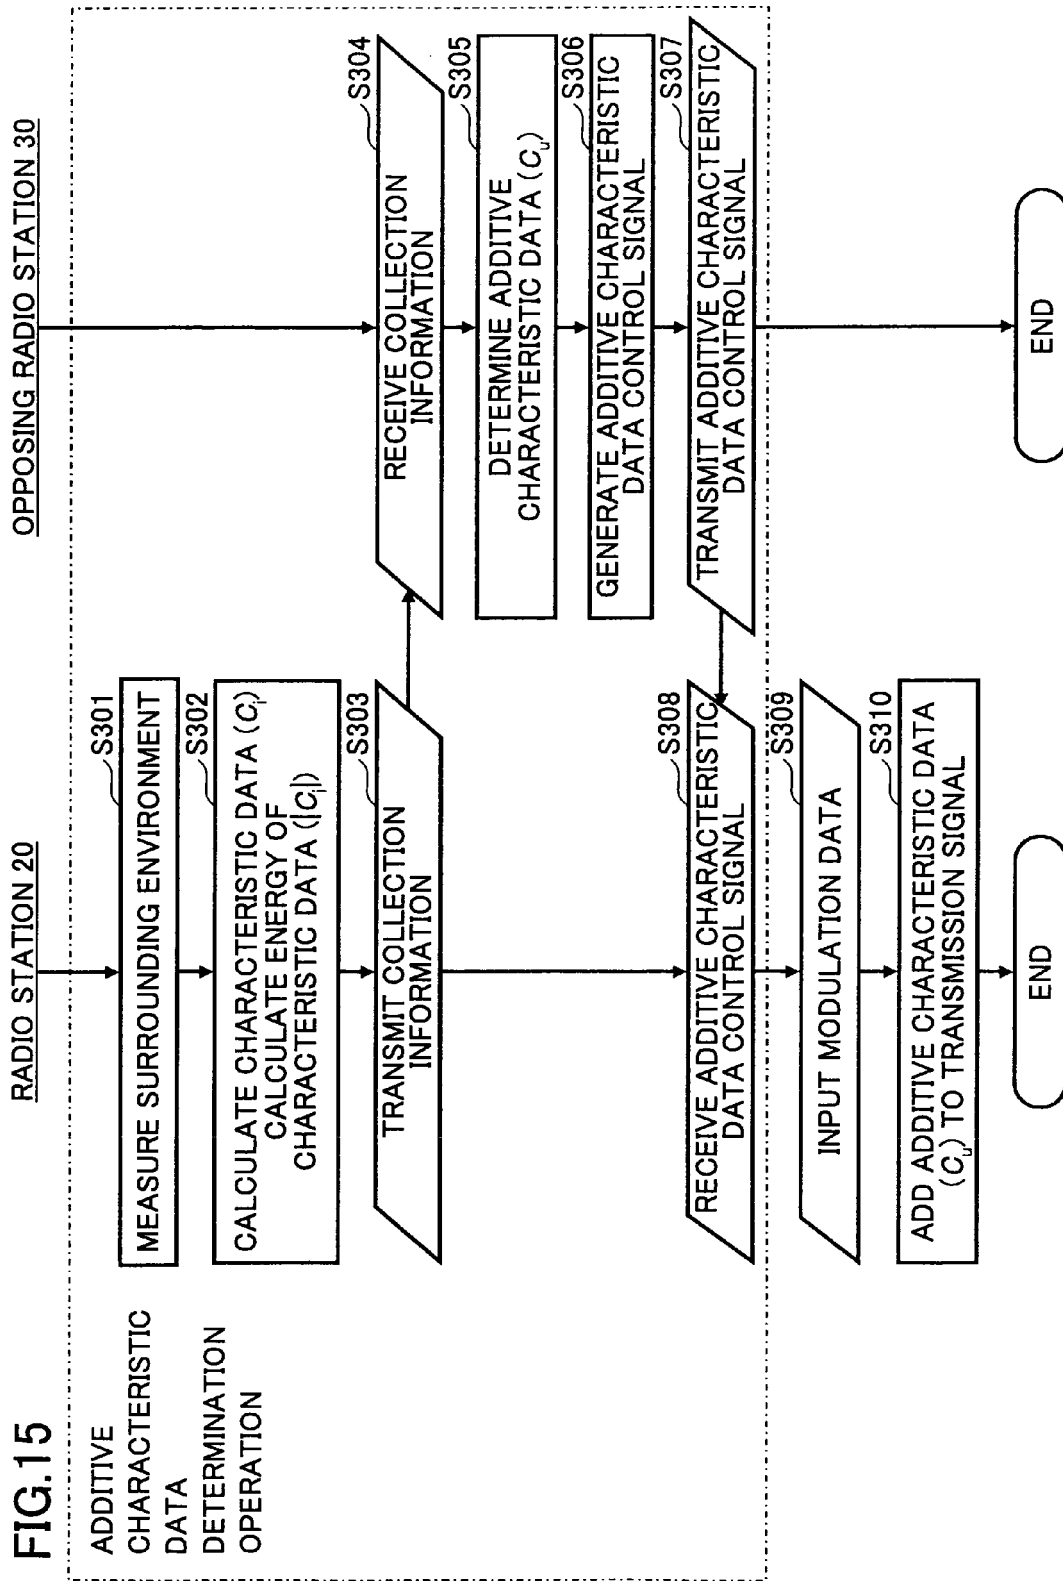 FIG.15
ADDITIVE
CHARACTERISTIC
DATA
DETERMINATION
OPERATION
RADIO STATION 20
S301
MEASURE SURROUNDING ENVIRONMENT
S302
CALCULATE CHARACTERISTIC DATA (Ci)
CALCULATE ENERGY OF
CHARACTERISTIC DATA (|Ci|)
S303
TRANSMIT COLLECTION
INFORMATION
S308
RECEIVE ADDITIVE CHARACTERISTIC
DATA CONTROL SIGNAL
S309
INPUT MODULATION DATA
S310
ADD ADDITIVE CHARACTERISTIC DATA
(Cu) TO TRANSMISSION SIGNAL
END
OPPOSING RADIO STATION 30
S304
RECEIVE COLLECTION
INFORMATION
S305
DETERMINE ADDITIVE
CHARACTERISTIC DATA (Cu)
S306
GENERATE ADDITIVE CHARACTERISTIC
DATA CONTROL SIGNAL
S307
TRANSMIT ADDITIVE CHARACTERISTIC
DATA CONTROL SIGNAL
END